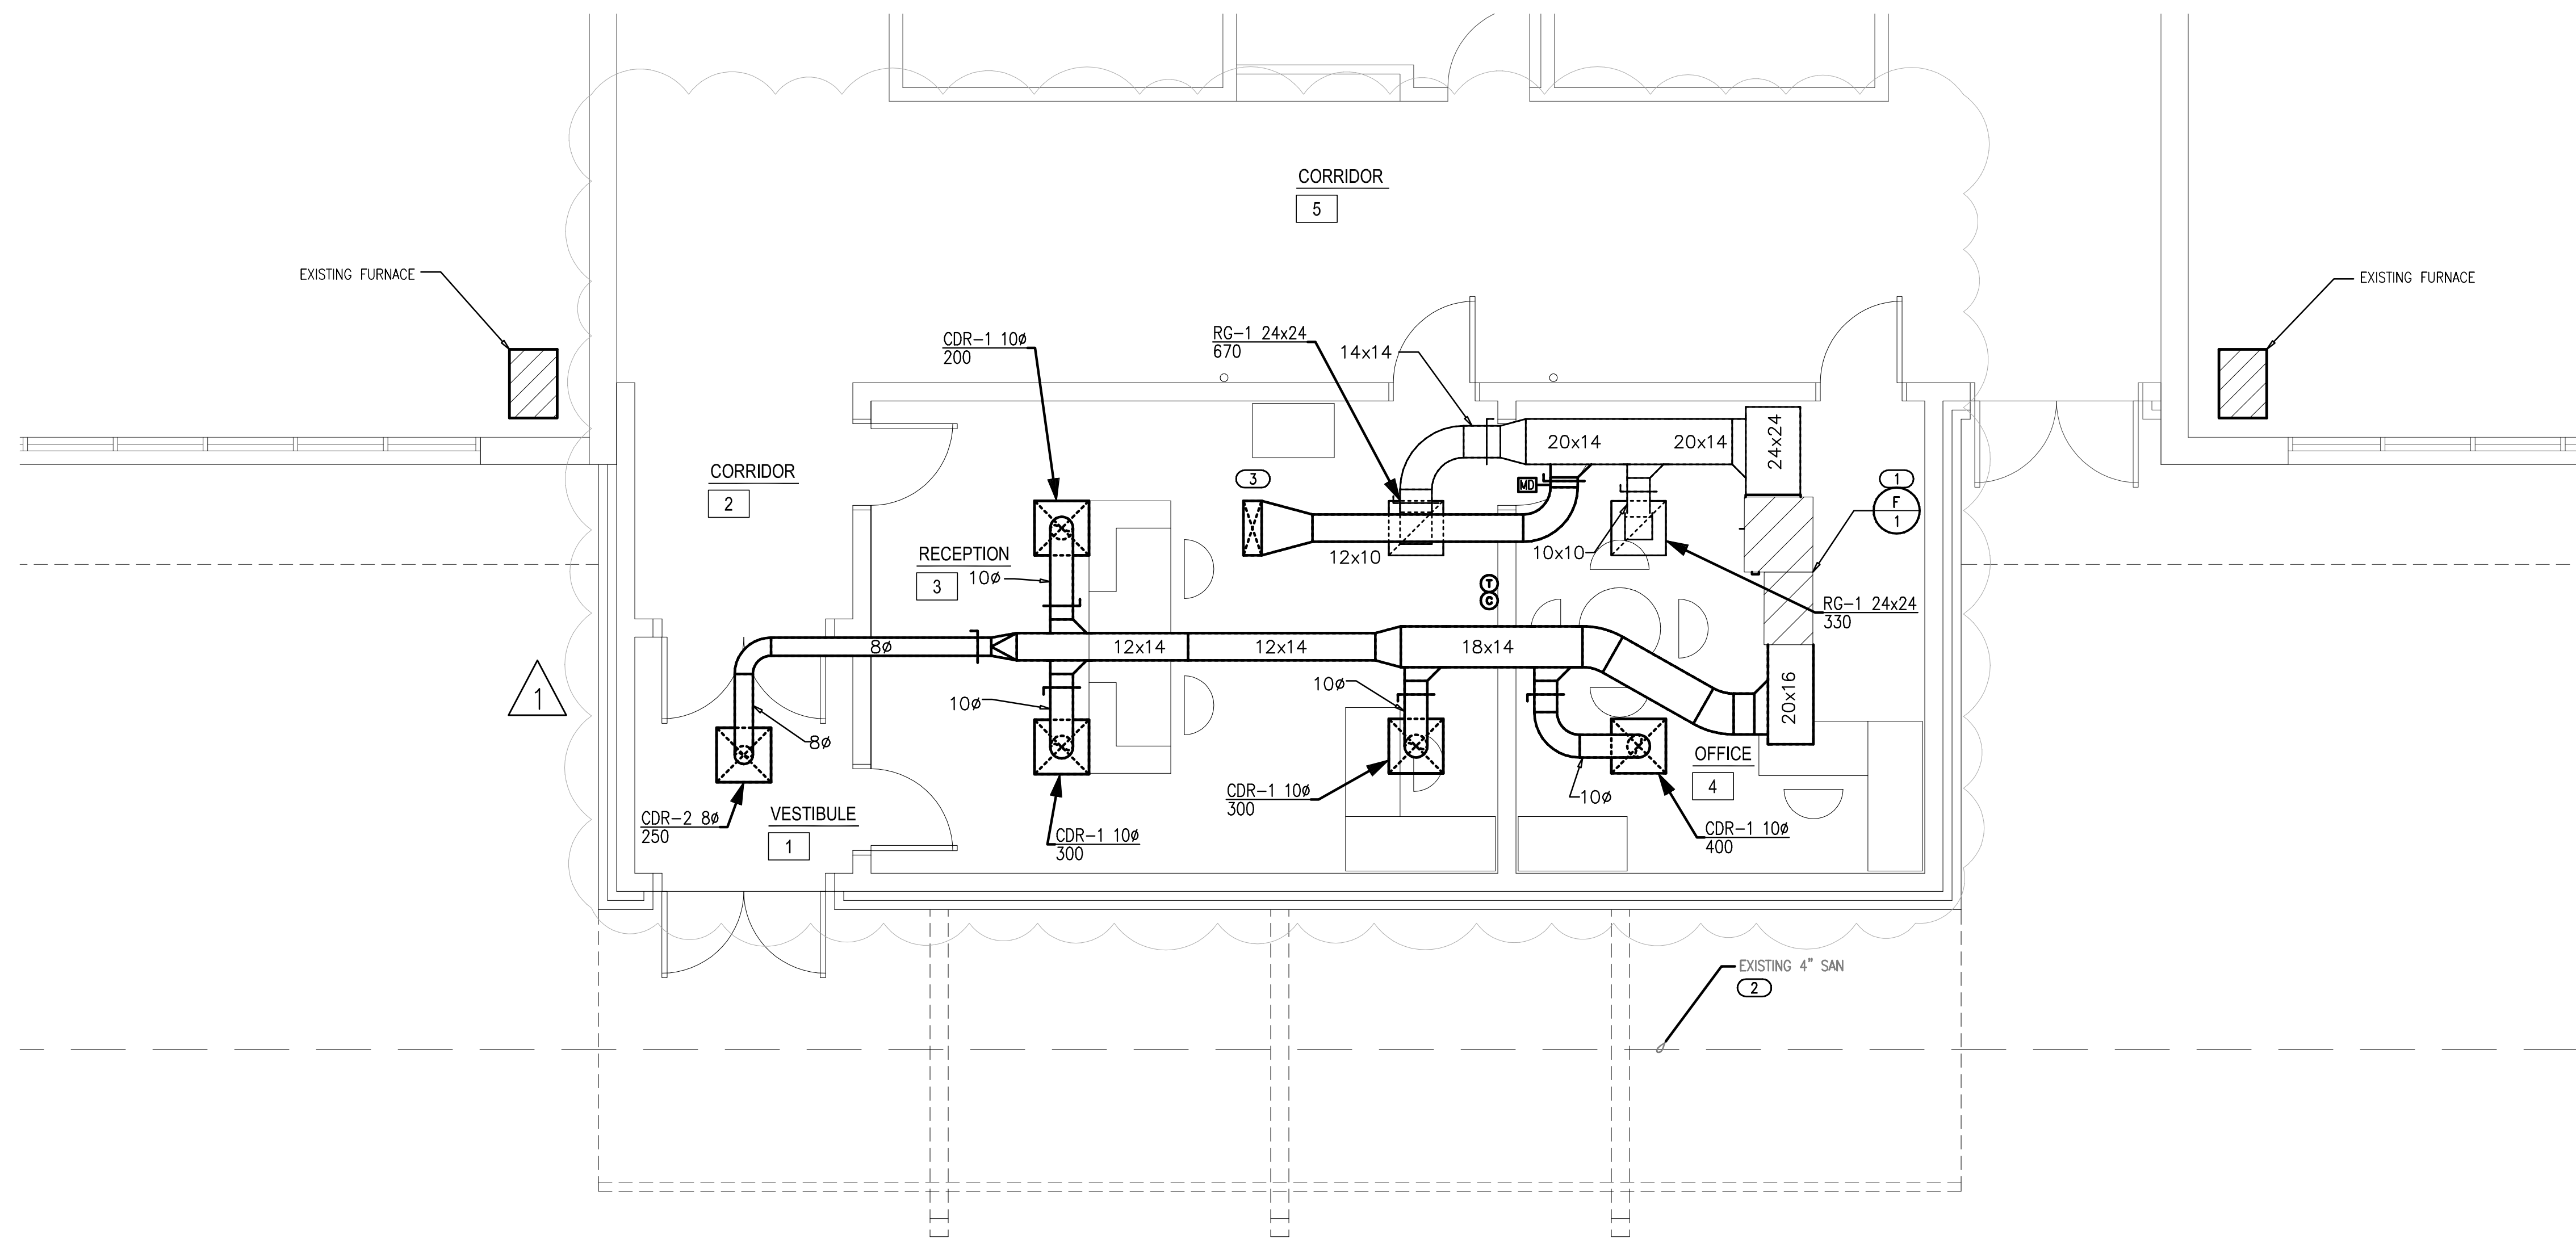 CORRIDOR
5
EXISTING FURNACE
EXISTING FURNACE
CDR-1 10ø
200
RG-1 24x24
670
14x14
20x14
20x14
24x24
CORRIDOR
2
3
MD
1
F
1
RECEPTION
3
10ø
12x10
10x10
T
C
RG-1 24x24
330
8ø
12x14
12x14
18x14
20x16
1
10ø
10ø
8ø
OFFICE
4
CDR-2 8ø
250
VESTIBULE
1
CDR-1 10ø
300
CDR-1 10ø
300
10ø
CDR-1 10ø
400
EXISTING 4" SAN
2